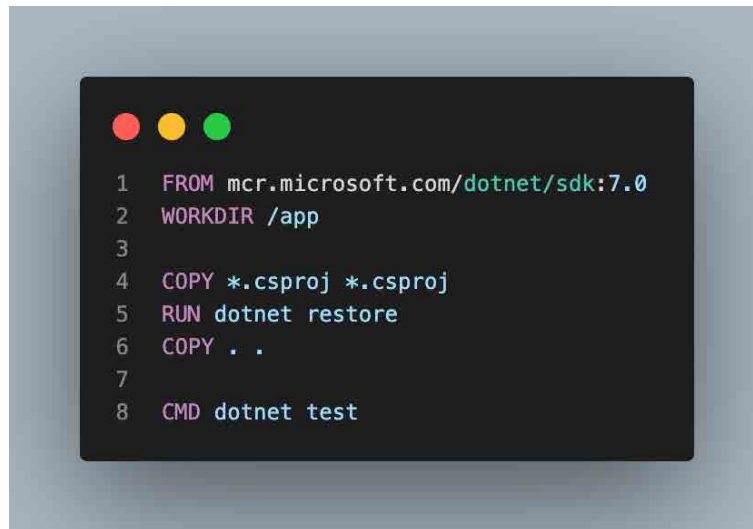 1 FROM mcr.microsoft.com/dotnet/sdk:7.0
2 WORKDIR /app
3
4 COPY *.csproj *.csproj
5 RUN dotnet restore
6 COPY . .
7
8 CMD dotnet test